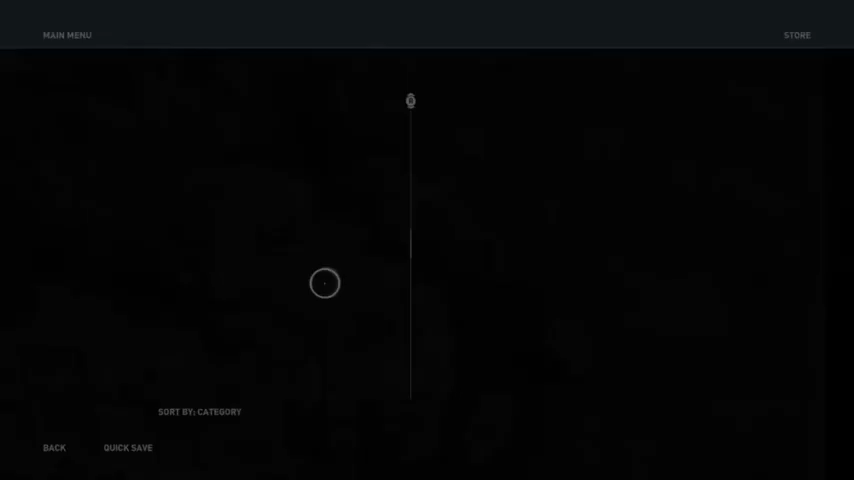 MAIN MENU
STORE
SORT BY: CATEGORY
BACK
QUICK SAVE